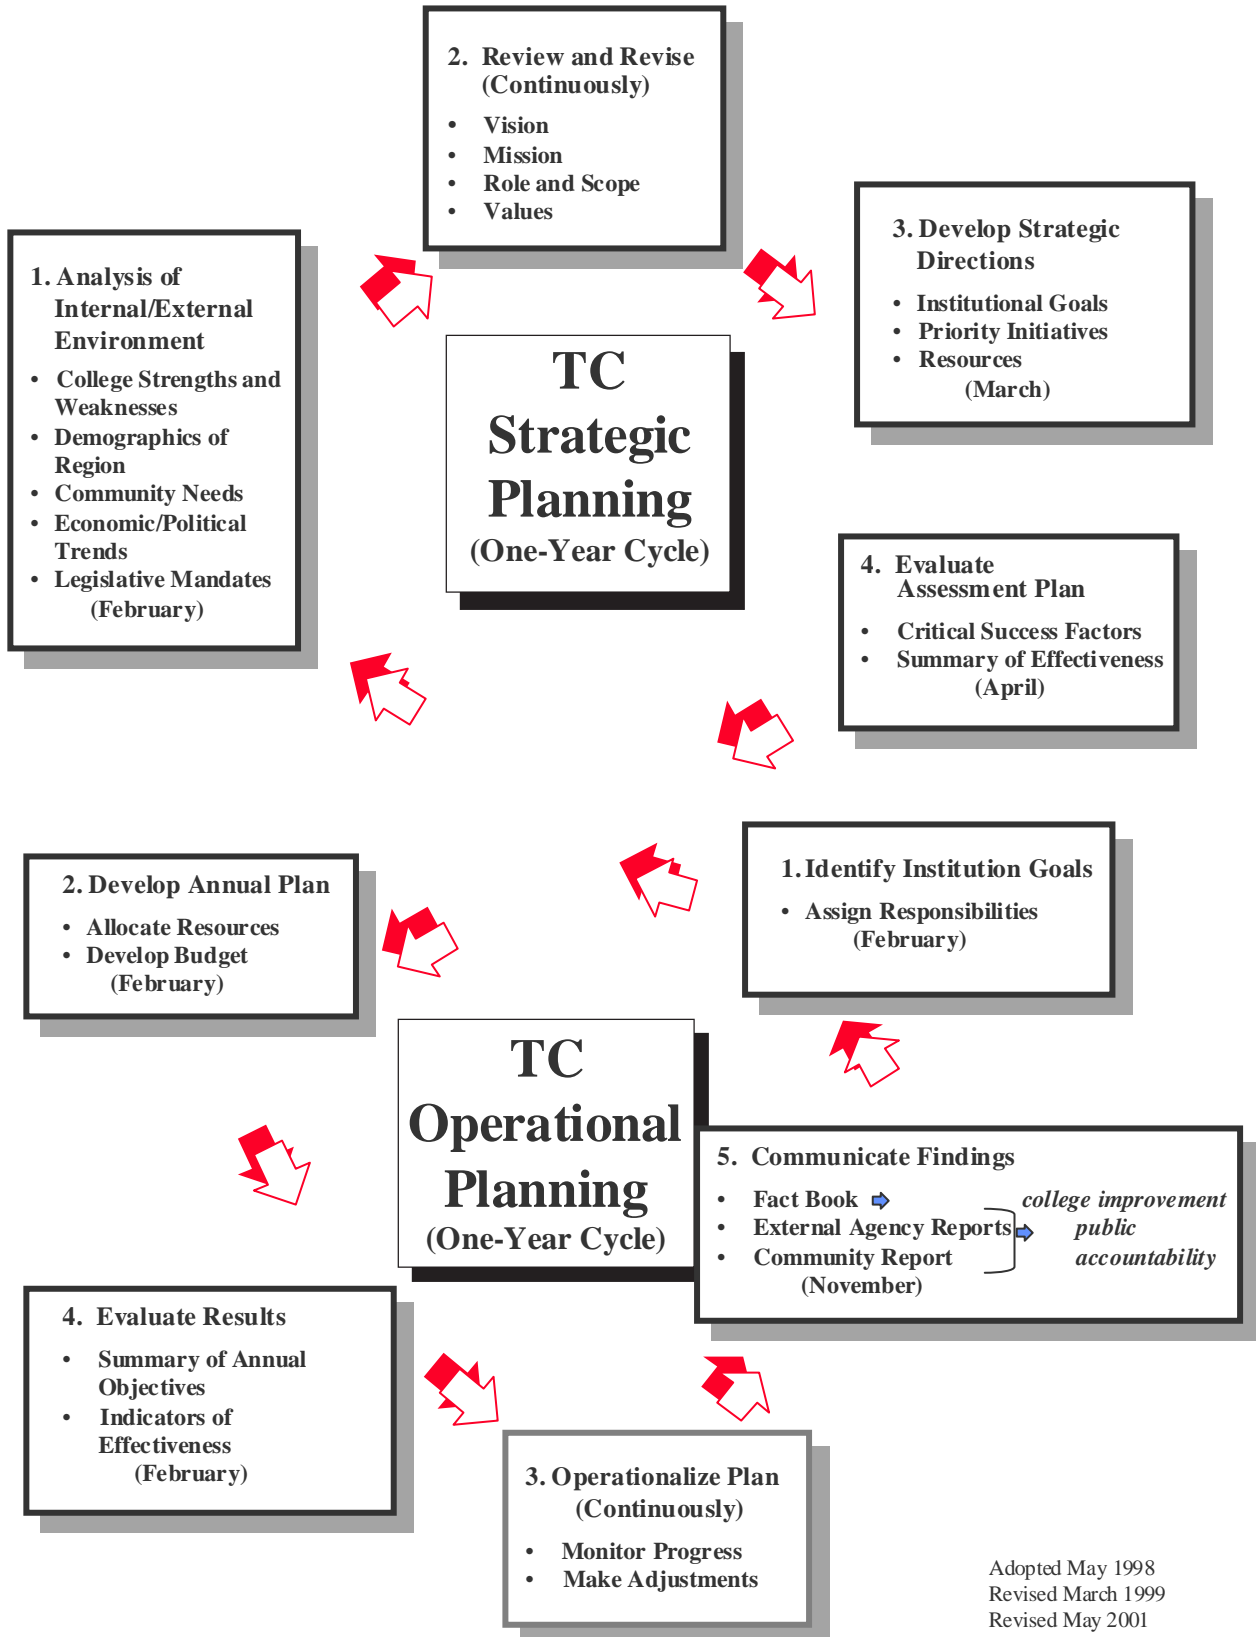 2. Review and Revise
(Continuously)
• Vision
• Mission
• Role and Scope
• Values
3. Develop Strategic
Directions
• Institutional Goals
• Priority Initiatives
• Resources
(March)
1. Analysis of
Internal/External
Environment
• College Strengths and
Weaknesses
• Demographics of
Region
• Community Needs
• Economic/Political
Trends
• Legislative Mandates
(February)
TC
Strategic
Planning
(One-Year Cycle)
4. Evaluate
Assessment Plan
• Critical Success Factors
• Summary of Effectiveness
(April)
1. Identify Institution Goals
• Assign Responsibilities
(February)
2. Develop Annual Plan
• Allocate Resources
• Develop Budget
(February)
TC
Operational
Planning
(One-Year Cycle)
5. Communicate Findings
• Fact Book college improvement
• External Agency Reports public
• Community Report accountability
(November)
4. Evaluate Results
• Summary of Annual
Objectives
• Indicators of
Effectiveness
(February)
3. Operationalize Plan
(Continuously)
• Monitor Progress
• Make Adjustments
Adopted May 1998
Revised March 1999
Revised May 2001